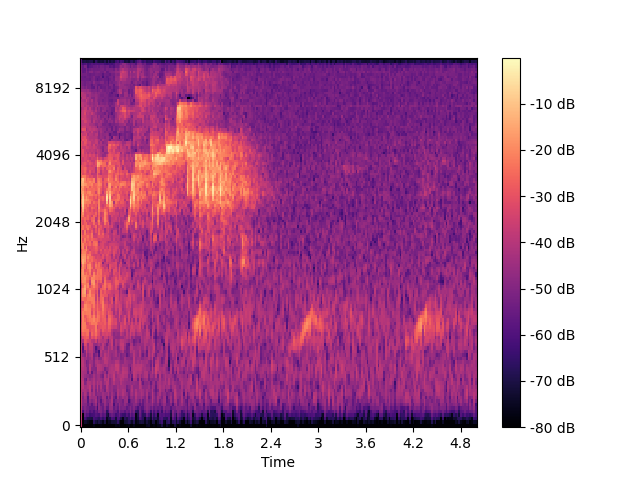 Hz
8192
4096
2048
1024
512
0
0 0.6 1.2 1.8 2.4 3 3.6 4.2 4.8
Time
-10 dB
-20 dB
-30 dB
-40 dB
-50 dB
-60 dB
-70 dB
-80 dB